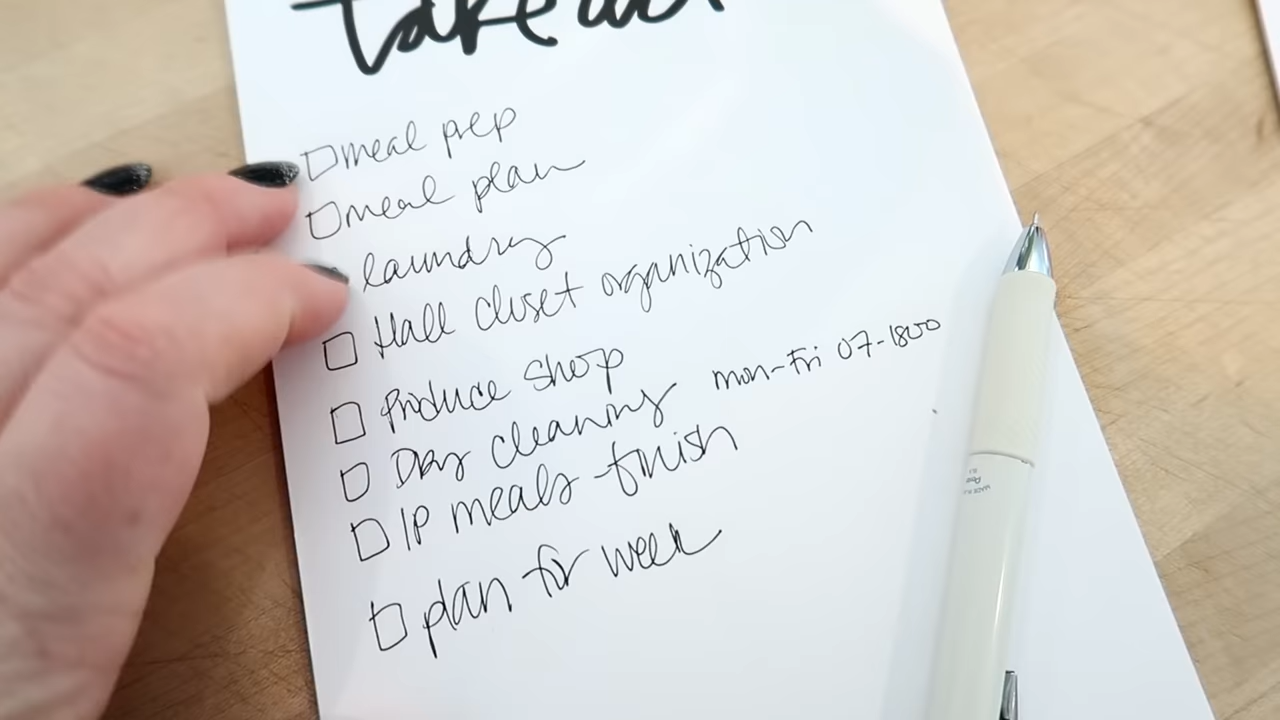 take
meal prep
meal plan
laundry
Hall closet organization
Produce shop
Dry cleaning mon-Fri 07-1800
IP meals-finish
plan for week